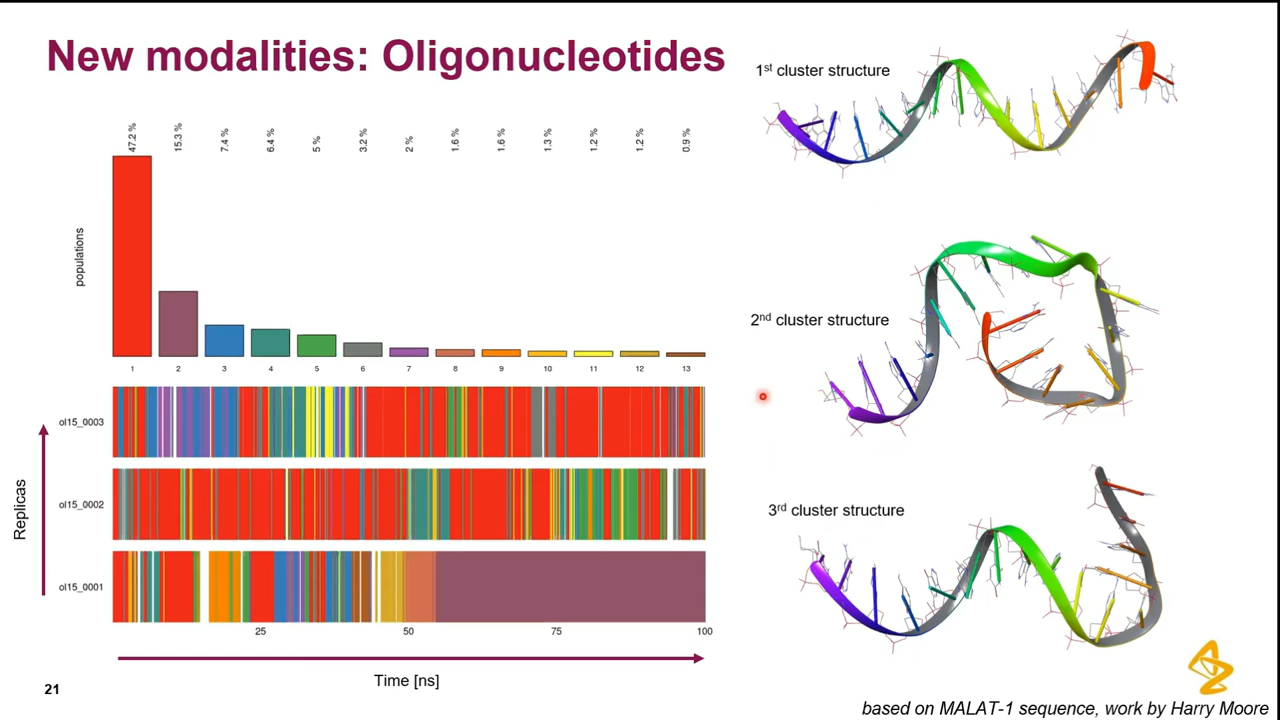 New modalities: Oligonucleotides
47.2 %
15.3 %
7.4 %
6.4 %
5 %
3.2 %
2 %
1.6 %
1.6 %
1.3 %
1.2 %
1.2 %
0.9 %
populations
1 2 3 4 5 6 7 8 9 10 11 12 13
ol15_0003
ol15_0002
ol15_0001
Replicas
25 50 75 100
Time [ns]
1st cluster structure
2nd cluster structure
3rd cluster structure
21
based on MALAT-1 sequence, work by Harry Moore